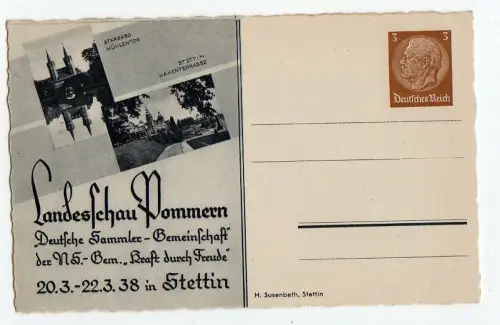 STARGARD
MÜHLENTOR
STETTIN
HAKENTERRASSE
Landesschau Pommern
Deutsche Sammler-Gemeinschaft
der N.S.-Gem. „Kraft durch Freude"
20.3.-22.3.38 in Stettin
3 3
Deutsches Reich
H. Susenbeth, Stettin